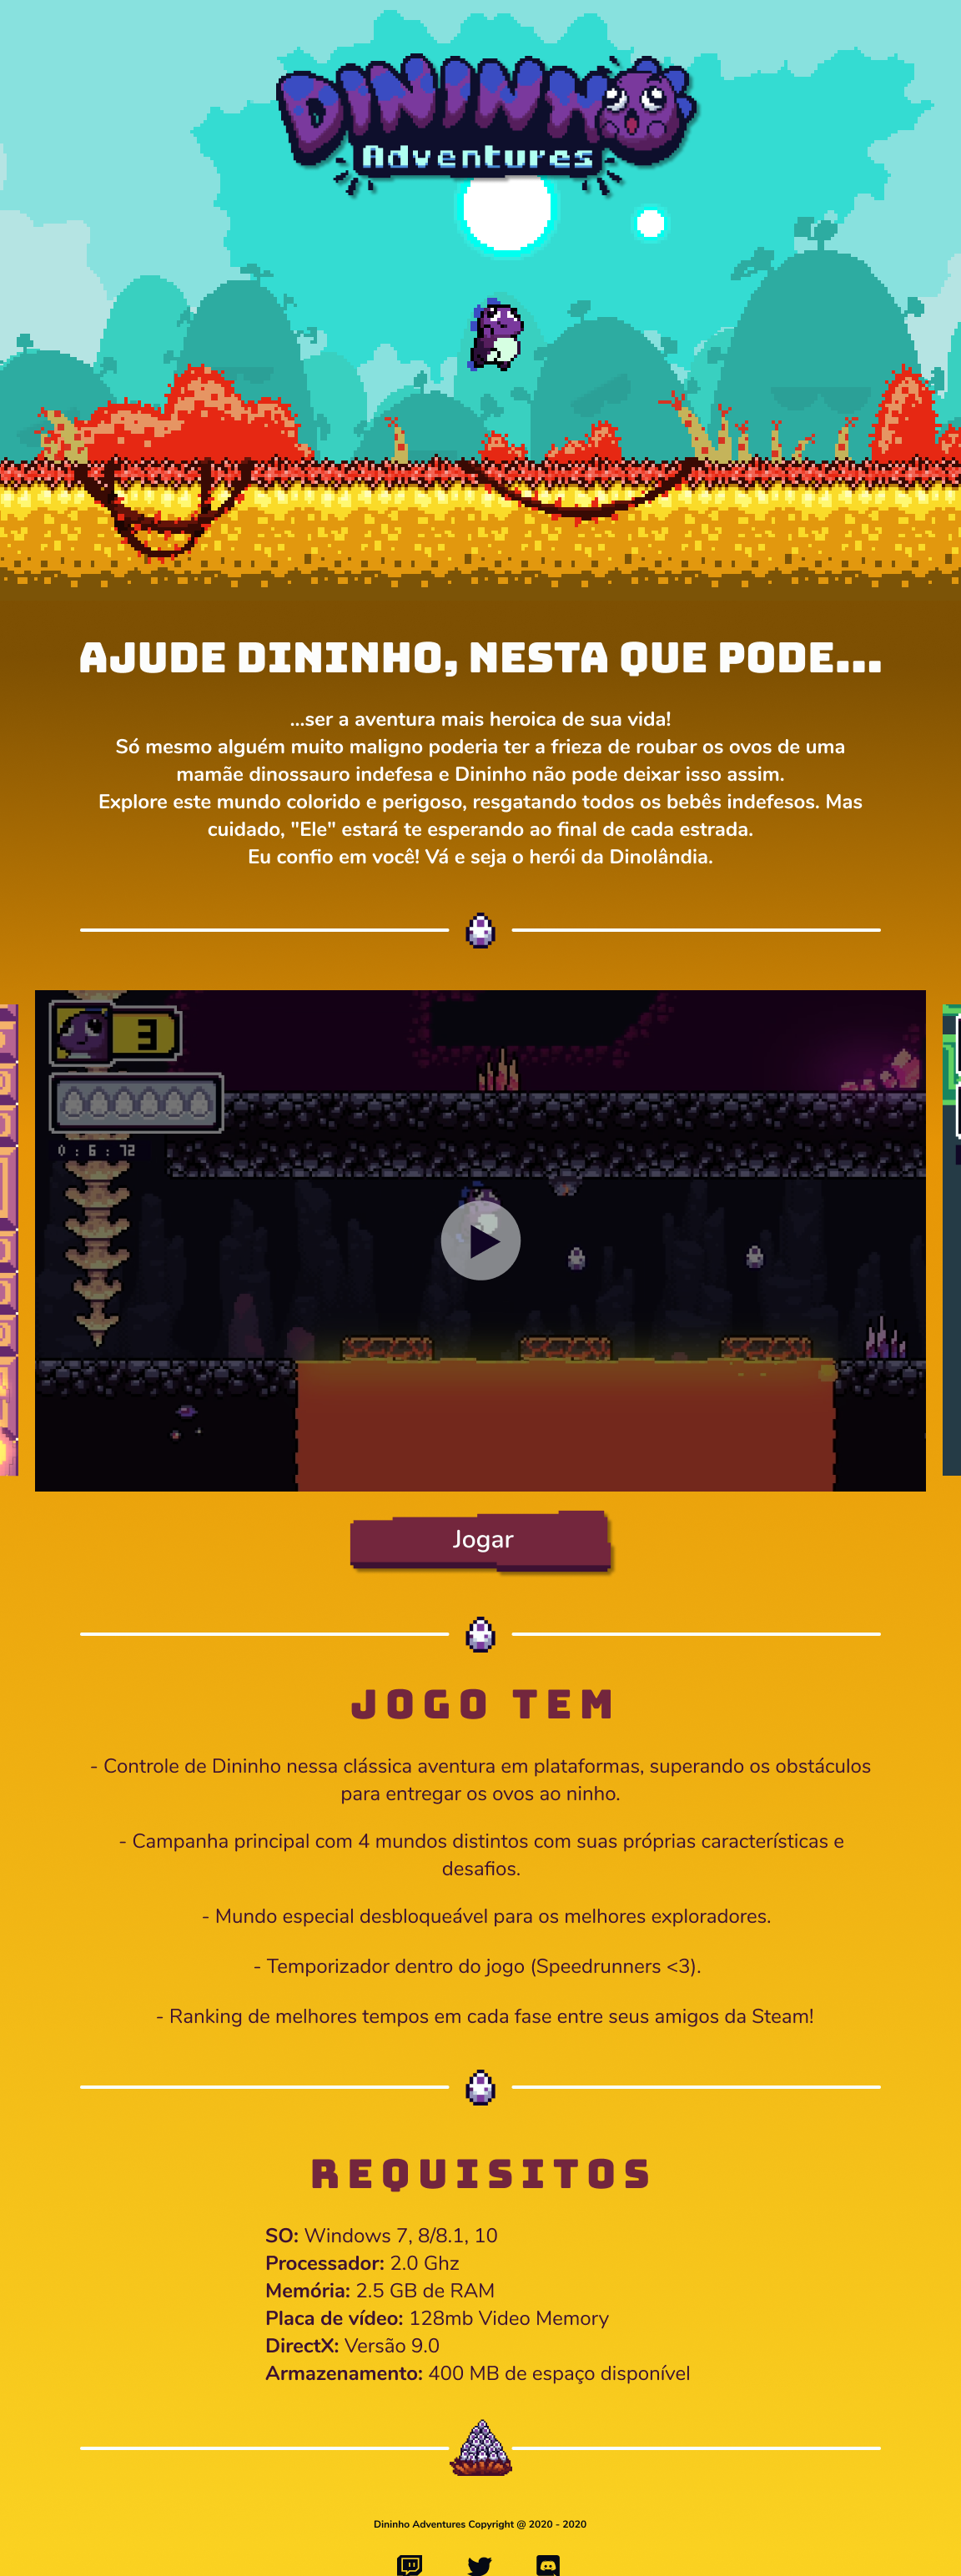 DININHO
Adventures
AJUDE DININHO, NESTA QUE PODE...
...ser a aventura mais heroica de sua vida!
Só mesmo alguém muito maligno poderia ter a frieza de roubar os ovos de uma
mamãe dinossauro indefesa e Dininho não pode deixar isso assim.
Explore este mundo colorido e perigoso, resgatando todos os bebês indefesos. Mas
cuidado, "Ele" estará te esperando ao final de cada estrada.
Eu confio em você! Vá e seja o herói da Dinolândia.
3
0 : 6 : 72
Jogar
JOGO TEM
- Controle de Dininho nessa clássica aventura em plataformas, superando os obstáculos
para entregar os ovos ao ninho.
- Campanha principal com 4 mundos distintos com suas próprias características e
desafios.
- Mundo especial desbloqueável para os melhores exploradores.
- Temporizador dentro do jogo (Speedrunners <3).
- Ranking de melhores tempos em cada fase entre seus amigos da Steam!
REQUISITOS
SO: Windows 7, 8/8.1, 10
Processador: 2.0 Ghz
Memória: 2.5 GB de RAM
Placa de vídeo: 128mb Video Memory
DirectX: Versão 9.0
Armazenamento: 400 MB de espaço disponível
Dininho Adventures Copyright @ 2020 - 2020